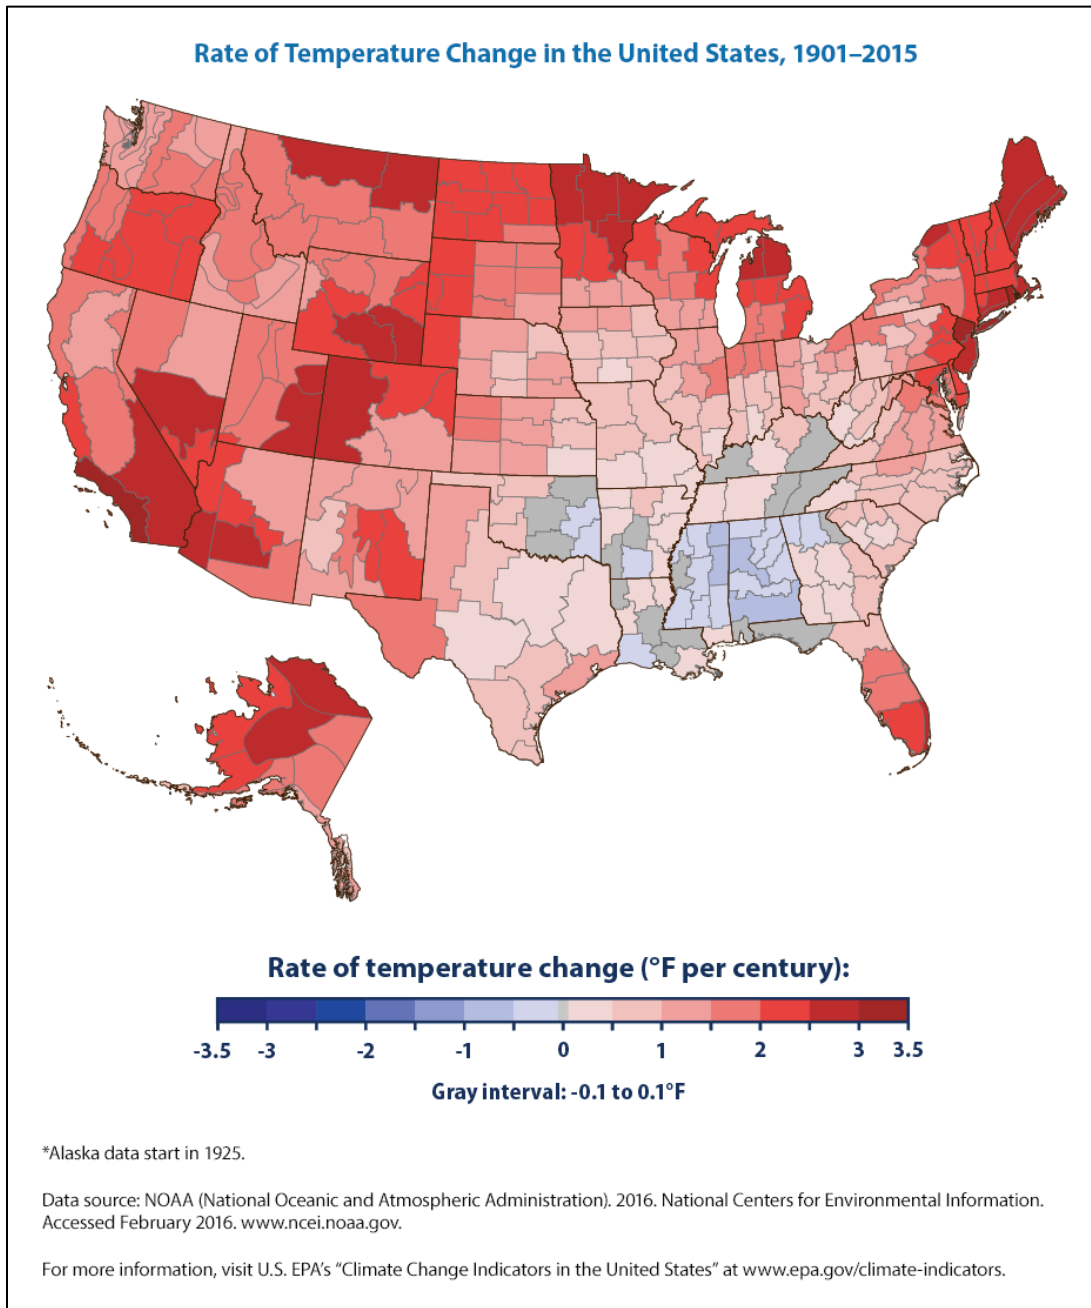 Rate of Temperature Change in the United States, 1901–2015
Rate of temperature change (°F per century):
-3.5 -3 -2 -1 0 1 2 3 3.5
Gray interval: -0.1 to 0.1°F
*Alaska data start in 1925.
Data source: NOAA (National Oceanic and Atmospheric Administration). 2016. National Centers for Environmental Information.
Accessed February 2016. www.ncei.noaa.gov.
For more information, visit U.S. EPA's “Climate Change Indicators in the United States” at www.epa.gov/climate-indicators.